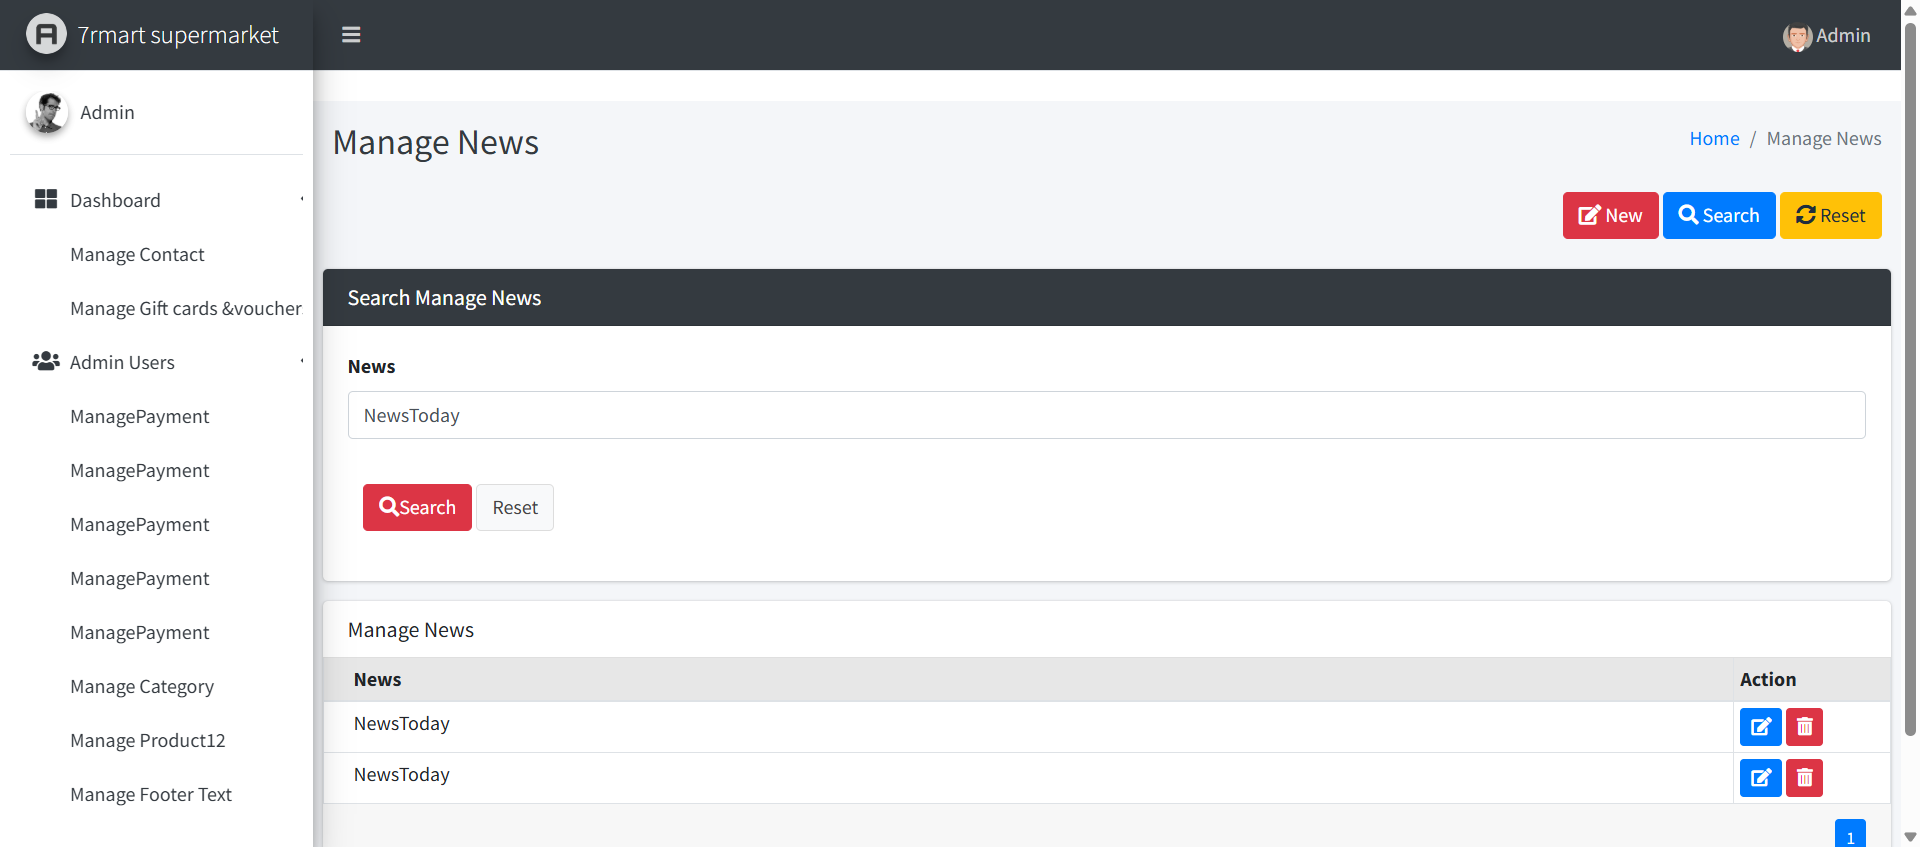 7rmart supermarket
Admin
Admin
Dashboard
Manage Contact
Manage Gift cards &voucher
Admin Users
ManagePayment
ManagePayment
ManagePayment
ManagePayment
ManagePayment
Manage Category
Manage Product12
Manage Footer Text
Manage News
Home / Manage News
New Search Reset
Search Manage News
News
NewsToday
Search Reset
Manage News
News Action
NewsToday
NewsToday
1